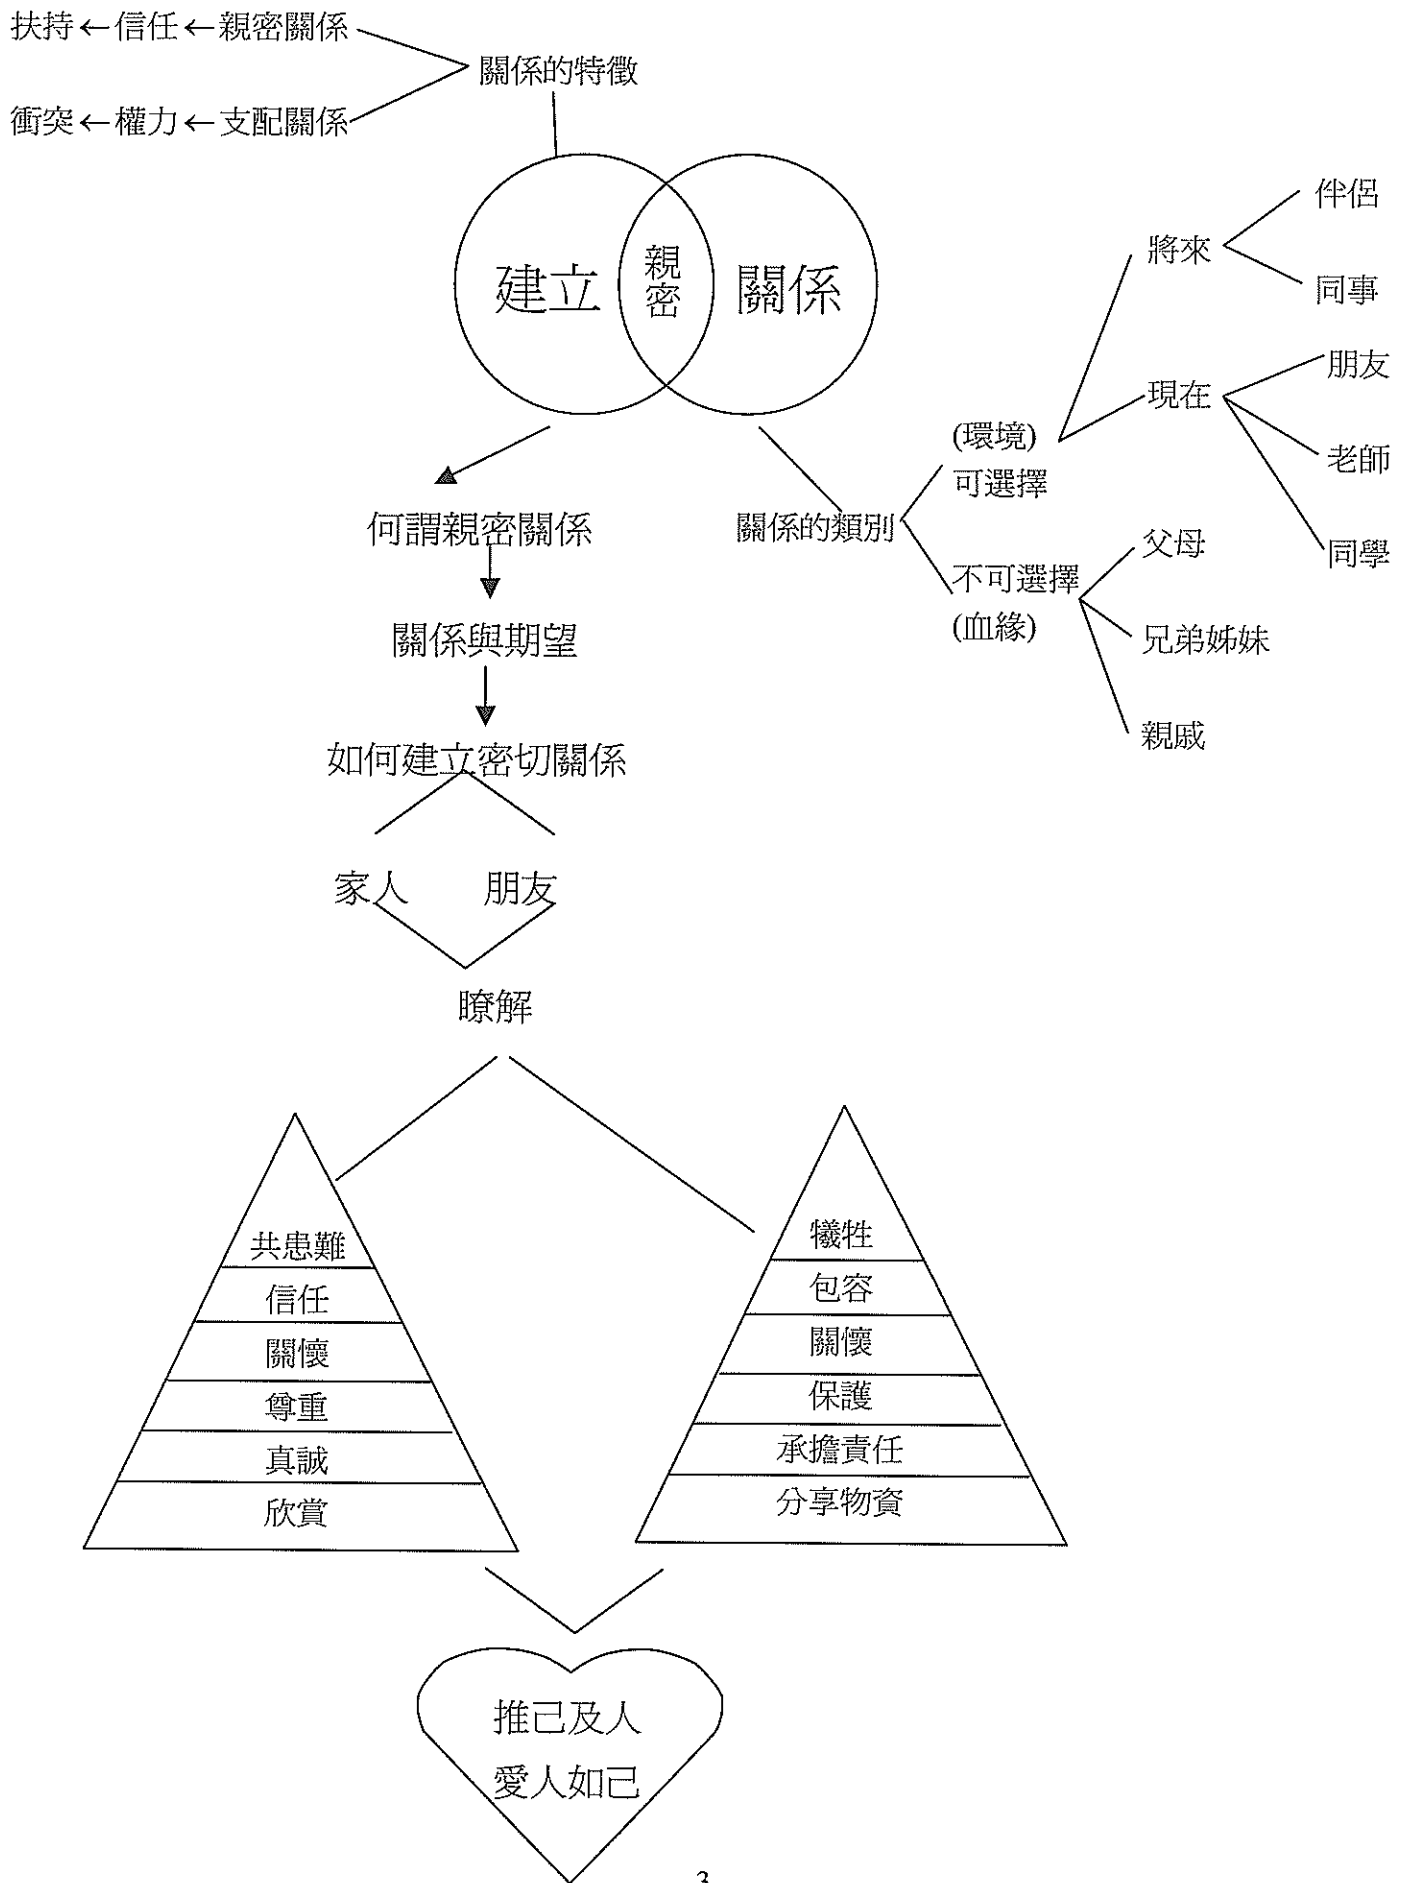 扶持←信任←親密關係
關係的特徵
衝突←權力←支配關係
建立
親密
關係
伴侶
將來
同事
朋友
現在
老師
同學
(環境)
可選擇
關係的類別
不可選擇
(血緣)
父母
兄弟姊妹
親戚
何謂親密關係
關係與期望
如何建立密切關係
家人 朋友
瞭解
共患難
信任
關懷
尊重
真誠
欣賞
犧牲
包容
關懷
保護
承擔責任
分享物資
推己及人
愛人如己
3